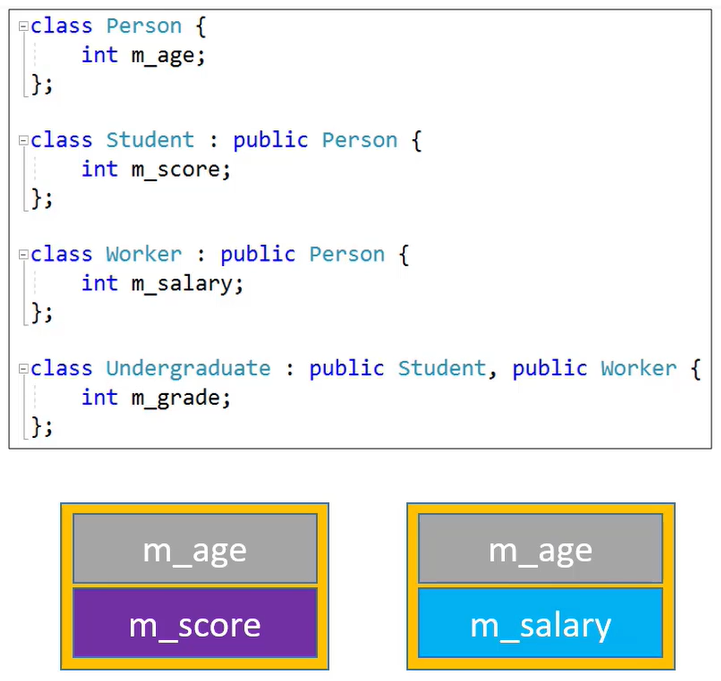 class Person {
    int m_age;
};
class Student : public Person {
    int m_score;
};
class Worker : public Person {
    int m_salary;
};
class Undergraduate : public Student, public Worker {
    int m_grade;
};
m_age
m_score
m_age
m_salary